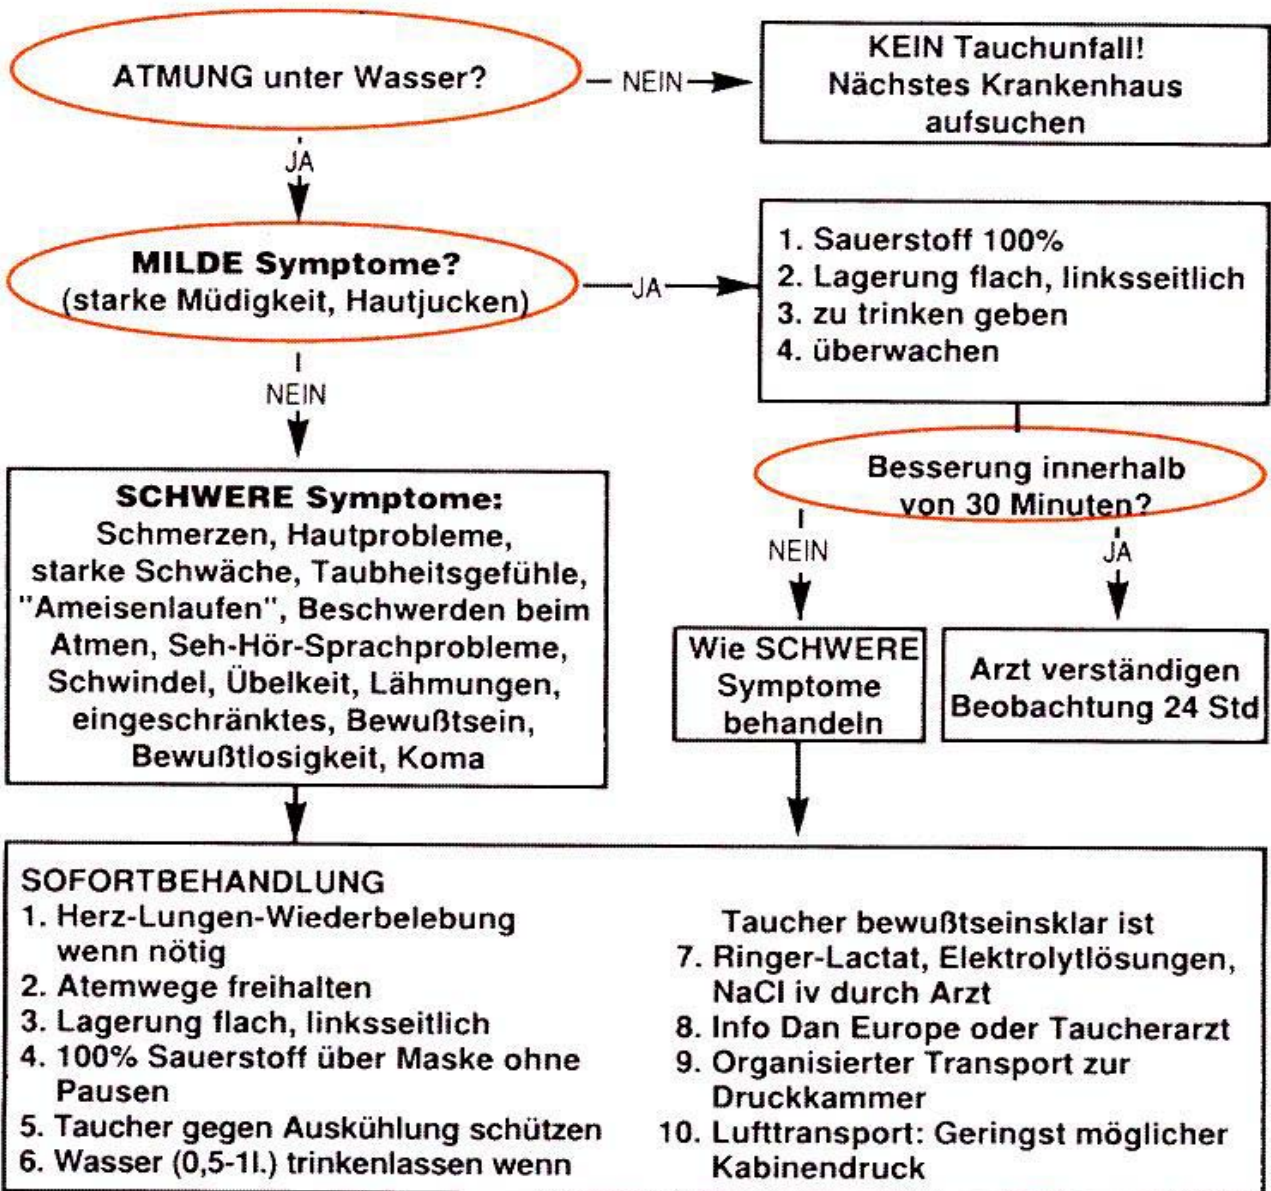 ATMUNG unter Wasser?
NEIN
KEIN Tauchunfall!
Nächstes Krankenhaus
aufsuchen
JA
MILDE Symptome?
(starke Müdigkeit, Hautjucken)
JA
1. Sauerstoff 100%
2. Lagerung flach, linksseitlich
3. zu trinken geben
4. überwachen
NEIN
Besserung innerhalb
von 30 Minuten?
NEIN
JA
SCHWERE Symptome:
Schmerzen, Hautprobleme,
starke Schwäche, Taubheitsgefühle,
"Ameisenlaufen", Beschwerden beim
Atmen, Seh-Hör-Sprachprobleme,
Schwindel, Übelkeit, Lähmungen,
eingeschränktes, Bewußtsein,
Bewußtlosigkeit, Koma
Wie SCHWERE
Symptome
behandeln
Arzt verständigen
Beobachtung 24 Std
SOFORTBEHANDLUNG
1. Herz-Lungen-Wiederbelebung
wenn nötig
2. Atemwege freihalten
3. Lagerung flach, linksseitlich
4. 100% Sauerstoff über Maske ohne
Pausen
5. Taucher gegen Auskühlung schützen
6. Wasser (0,5-1l.) trinkenlassen wenn
Taucher bewußtseinsklar ist
7. Ringer-Lactat, Elektrolytlösungen,
NaCl iv durch Arzt
8. Info Dan Europe oder Taucherarzt
9. Organisierter Transport zur
Druckkammer
10. Lufttransport: Geringst möglicher
Kabinendruck